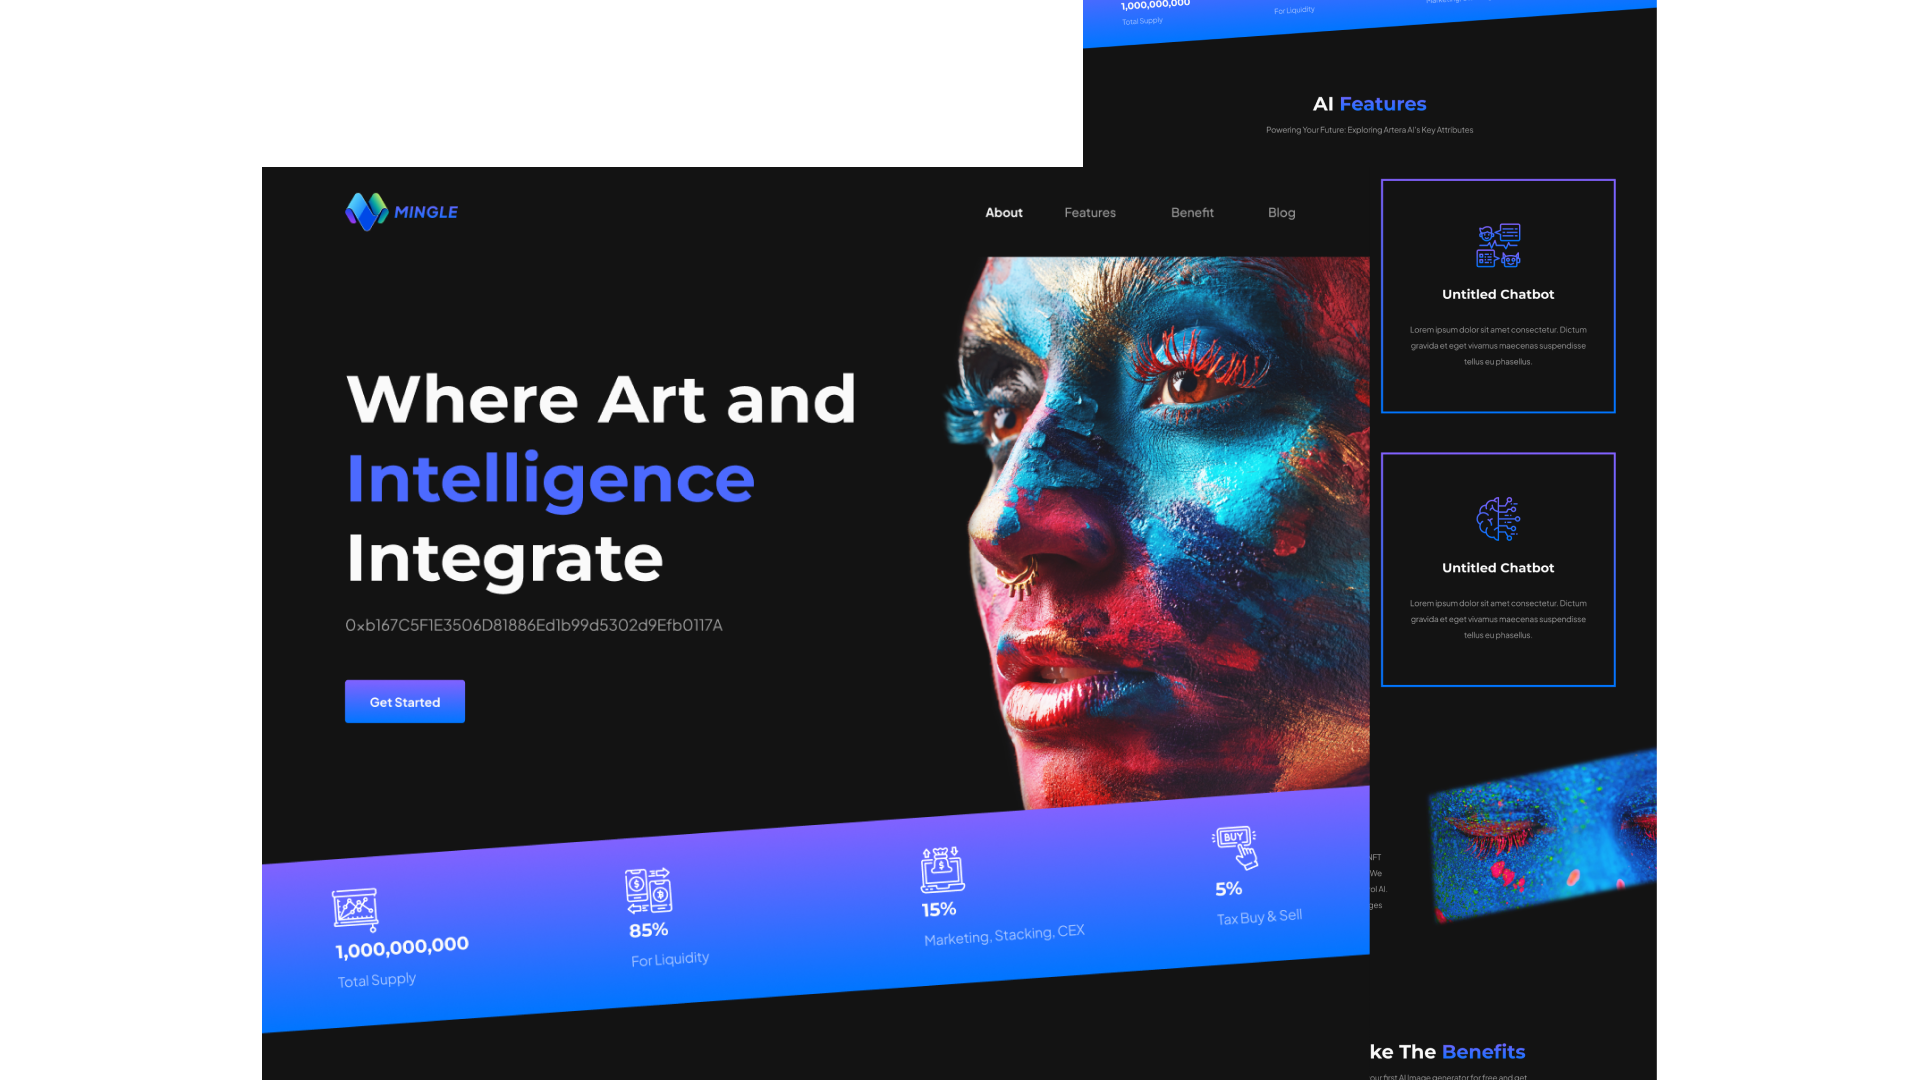 1,000,000,000
Total Supply
For Liquidity
AI Features
Powering Your Future: Exploring Artera AI's Key Attributes
MINGLE
About
Features
Benefit
Blog
Where Art and
Intelligence
Integrate
0xb167C5F1E3506D81886Ed1b99d5302d9Efb0117A
Get Started
1,000,000,000
Total Supply
85%
For Liquidity
15%
Marketing, Stacking, CEX
BUY
5%
Tax Buy & Sell
Untitled Chatbot
Lorem ipsum dolor sit amet consectetur. Dictum
gravida et eget vivamus maecenas suspendisse
tellus eu phasellus.
Untitled Chatbot
Lorem ipsum dolor sit amet consectetur. Dictum
gravida et eget vivamus maecenas suspendisse
tellus eu phasellus.
We
AI.
ke The Benefits
first AI Image generator for free and get